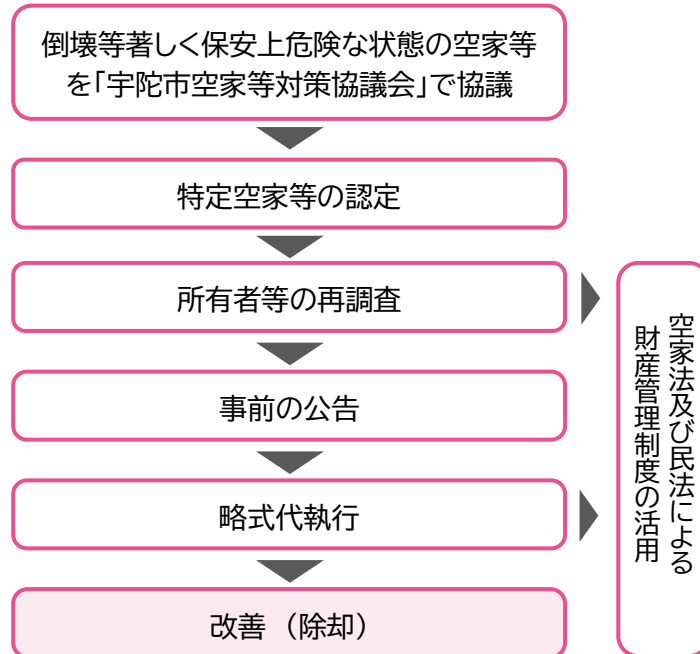 倒壊等著しく保安上危険な状態の空家等
を「宇陀市空家等対策協議会」で協議
特定空家等の認定
所有者等の再調査
事前の公告
略式代執行
改善（除却）
空家法及び民法による
財産管理制度の活用